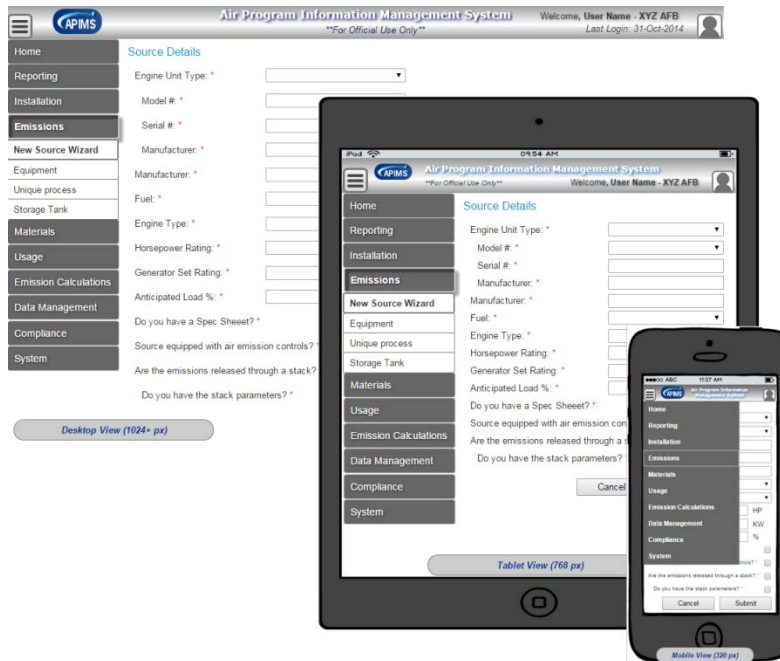 APIMS
Air Program Information Management System
**For Official Use Only**
Welcome, User Name - XYZ AFB
Last Login: 31-Oct-2014
Home
Reporting
Installation
Emissions
New Source Wizard
Equipment
Unique process
Storage Tank
Materials
Usage
Emission Calculations
Data Management
Compliance
System
Source Details
Engine Unit Type: *
Model #: *
Serial #: *
Manufacturer: *
Manufacturer: *
Fuel: *
Engine Type: *
Horsepower Rating: *
Generator Set Rating: *
Anticipated Load %: *
Do you have a Spec Sheeet? *
Source equipped with air emission controls? *
Are the emissions released through a stack?
Do you have the stack parameters? *
Desktop View (1024+ px)
iPod
09:54 AM
APIMS
Air Program Information Management System
**For Official Use Only**
Welcome, User Name - XYZ AFB
Home
Reporting
Installation
Emissions
New Source Wizard
Equipment
Unique process
Storage Tank
Materials
Usage
Emission Calculations
Data Management
Compliance
System
Source Details
Engine Unit Type: *
Model #: *
Serial #: *
Manufacturer: *
Manufacturer: *
Fuel: *
Engine Type: *
Horsepower Rating: *
Generator Set Rating: *
Anticipated Load %: *
Do you have a Spec Sheeet? *
Source equipped with air emission con
Are the emissions released through a s
Do you have the stack parameters? *
Cancel
Tablet View (768 px)
ABC
11:37 AM
APIMS
Air Program Information
Management System
Home
Reporting
Installation
Emissions
Materials
Usage
Emission Calculations
Data Management
Compliance
System
HP
KW
%
trols? *
Are the emissions released through a stack? *
Do you have the stack parameters? *
Cancel
Submit
Mobile View (320 px)